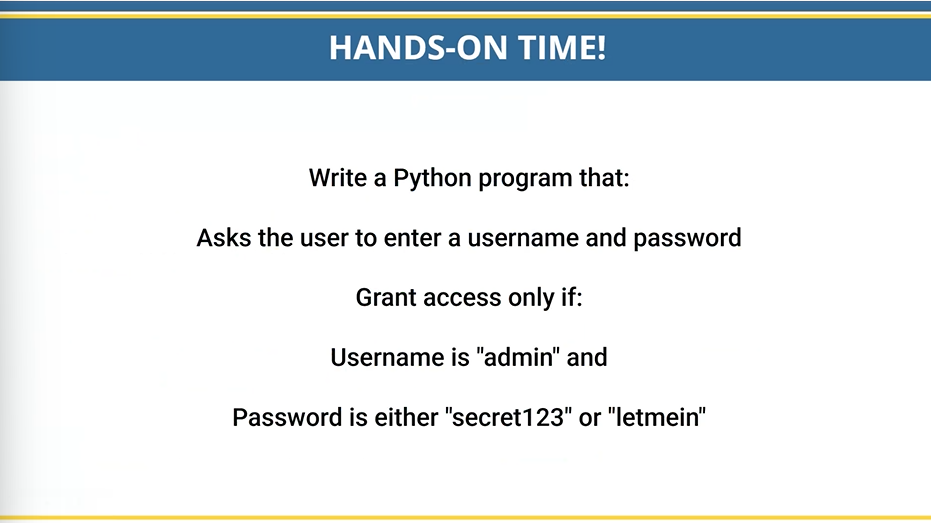 HANDS-ON TIME!
Write a Python program that:
Asks the user to enter a username and password
Grant access only if:
Username is "admin" and
Password is either "secret123" or "letmein"